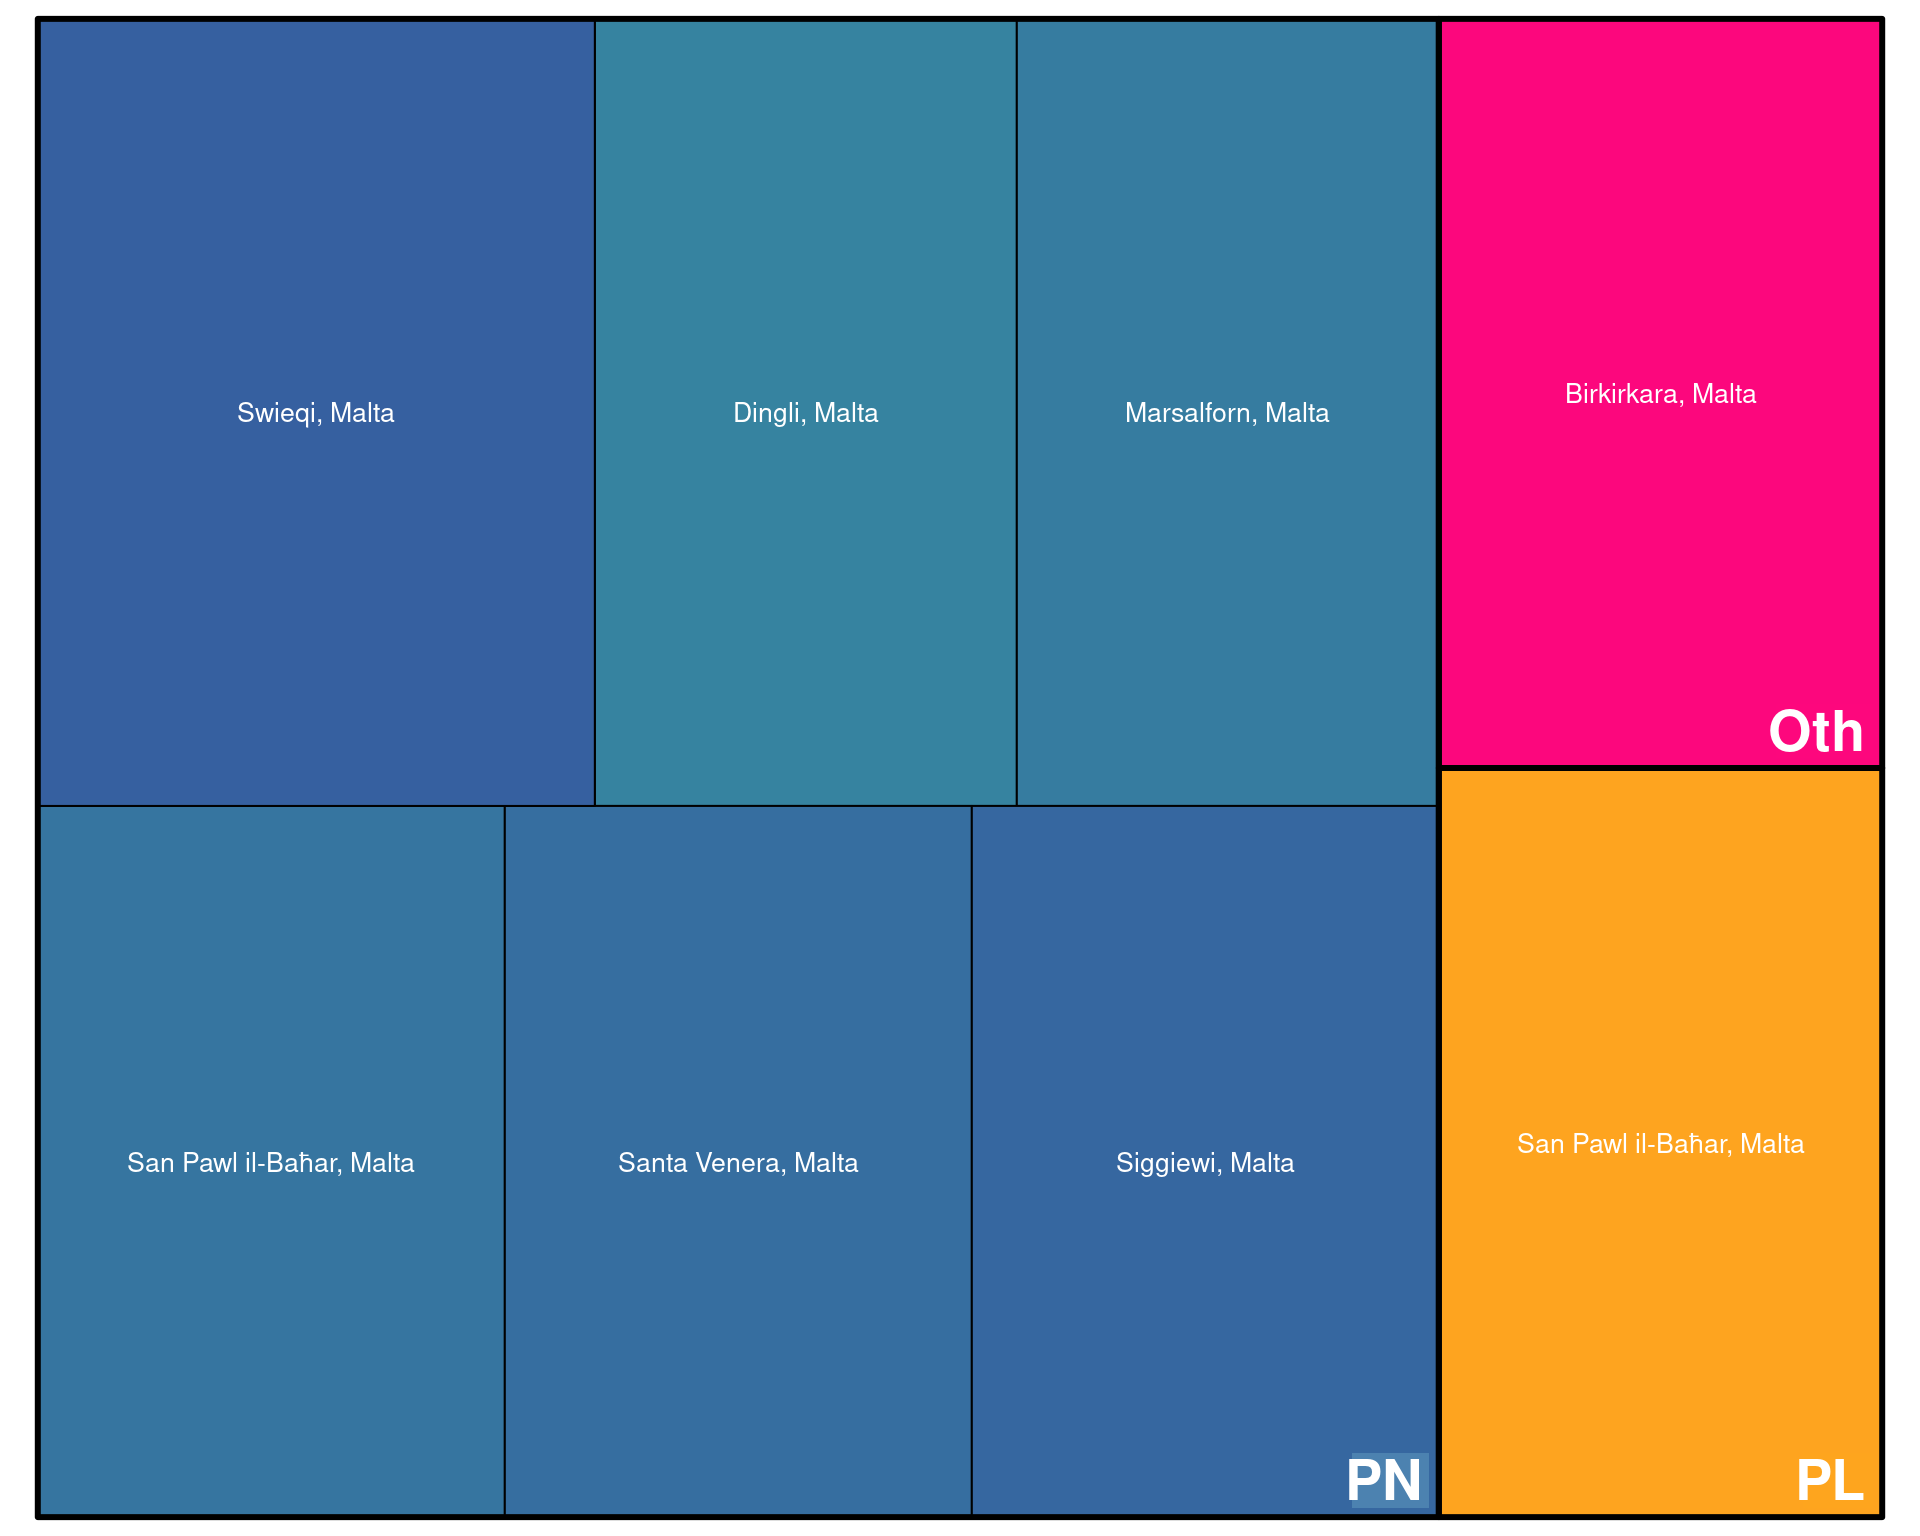 Swieqi, Malta
Dingli, Malta
Marsalforn, Malta
Birkirkara, Malta
Oth
San Pawl il-Baħar, Malta
Santa Venera, Malta
Siggiewi, Malta
PN
San Pawl il-Baħar, Malta
PL